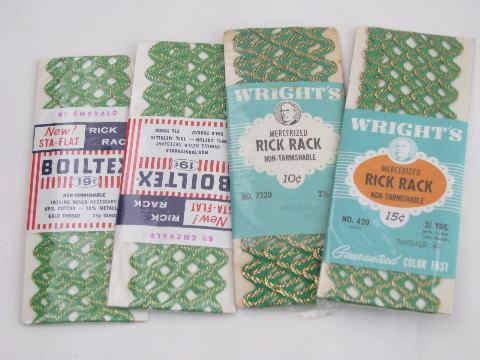 62 EMERALD
New!
STA-FLAT
RICK
RACK
BOILTEX
19¢
NON-TARNISHABLE
IRONING NEVER NECESSARY
85% COTTON - 15% METALLIC
GOLD THREAD 2½ YARDS
62 EMERALD
New!
STA-FLAT
RICK
RACK
BOILTEX
19¢
WRIGHT'S
MERCERIZED
RICK RACK
NON-TARNISHABLE
10¢
NO. 7220
WRIGHT'S
MERCERIZED
RICK RACK
NON-TARNISHABLE
15¢
NO. 420
2½ YDS.
EMERALD
Guaranteed COLOR FAST